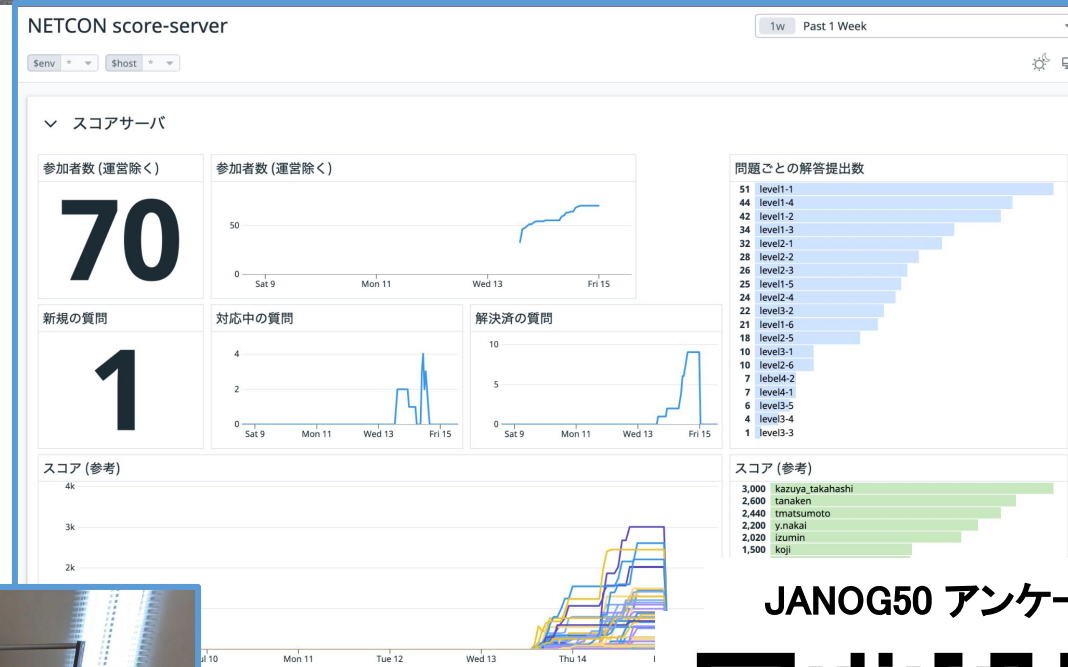 NETCON score-server
1w Past 1 Week
$env * $host *
スコアサーバ
参加者数 (運営除く)
70
参加者数 (運営除く)
50
0
Sat 9 Mon 11 Wed 13 Fri 15
問題ごとの解答提出数
51 level1-1
44 level1-4
42 level1-2
34 level1-3
32 level2-1
28 level2-2
26 level2-3
25 level1-5
24 level2-4
22 level3-2
21 level1-6
18 level2-5
10 level3-1
10 level2-6
7 lebel4-2
7 level4-1
6 level3-5
4 level3-4
1 level3-3
新規の質問
1
対応中の質問
4
2
0
Sat 9 Mon 11 Wed 13 Fri 15
解決済の質問
10
5
0
Sat 9 Mon 11 Wed 13 Fri 15
スコア (参考)
4k
3k
2k
ul 10 Mon 11 Tue 12 Wed 13 Thu 14
スコア (参考)
3,000 kazuya_takahashi
2,600 tanaken
2,440 tmatsumoto
2,200 y.nakai
2,020 izumin
1,500 koji
JANOG50 アンケー